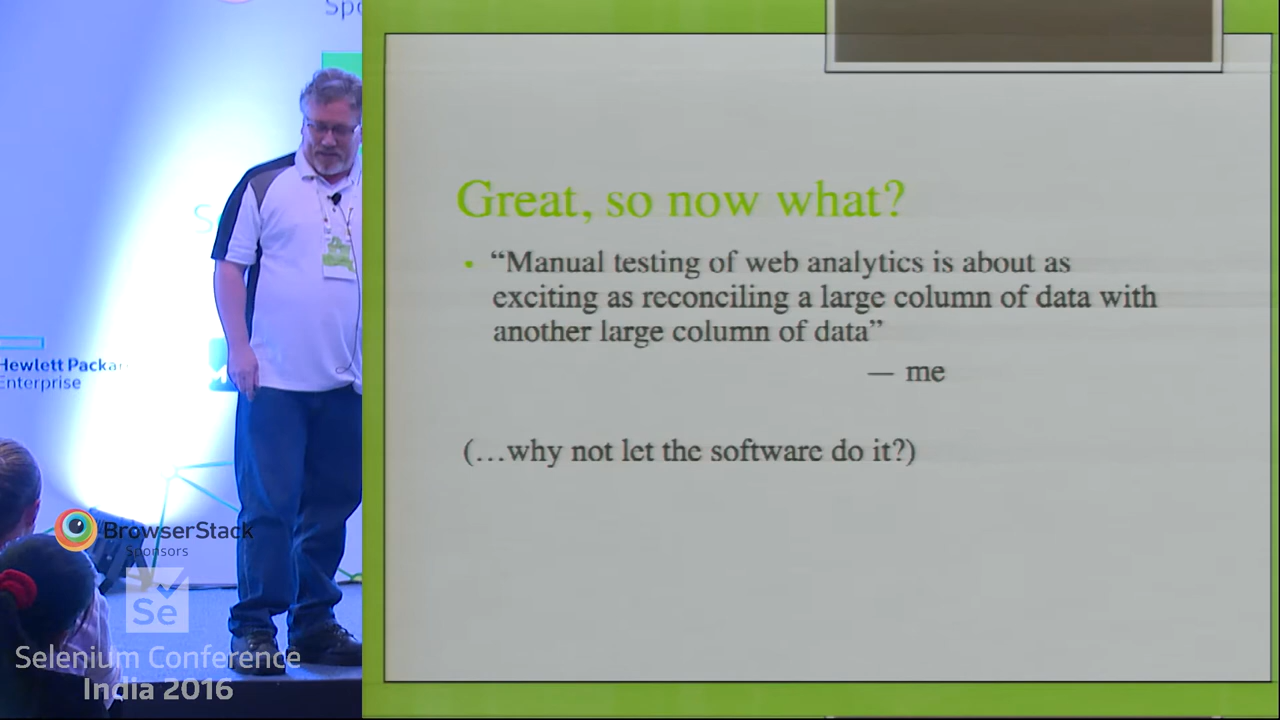 Great, so now what?
• “Manual testing of web analytics is about as
exciting as reconciling a large column of data with
another large column of data”
— me
(…why not let the software do it?)
Enterprise
BrowserStack
Sponsors
Se
Selenium Conference
India 2016